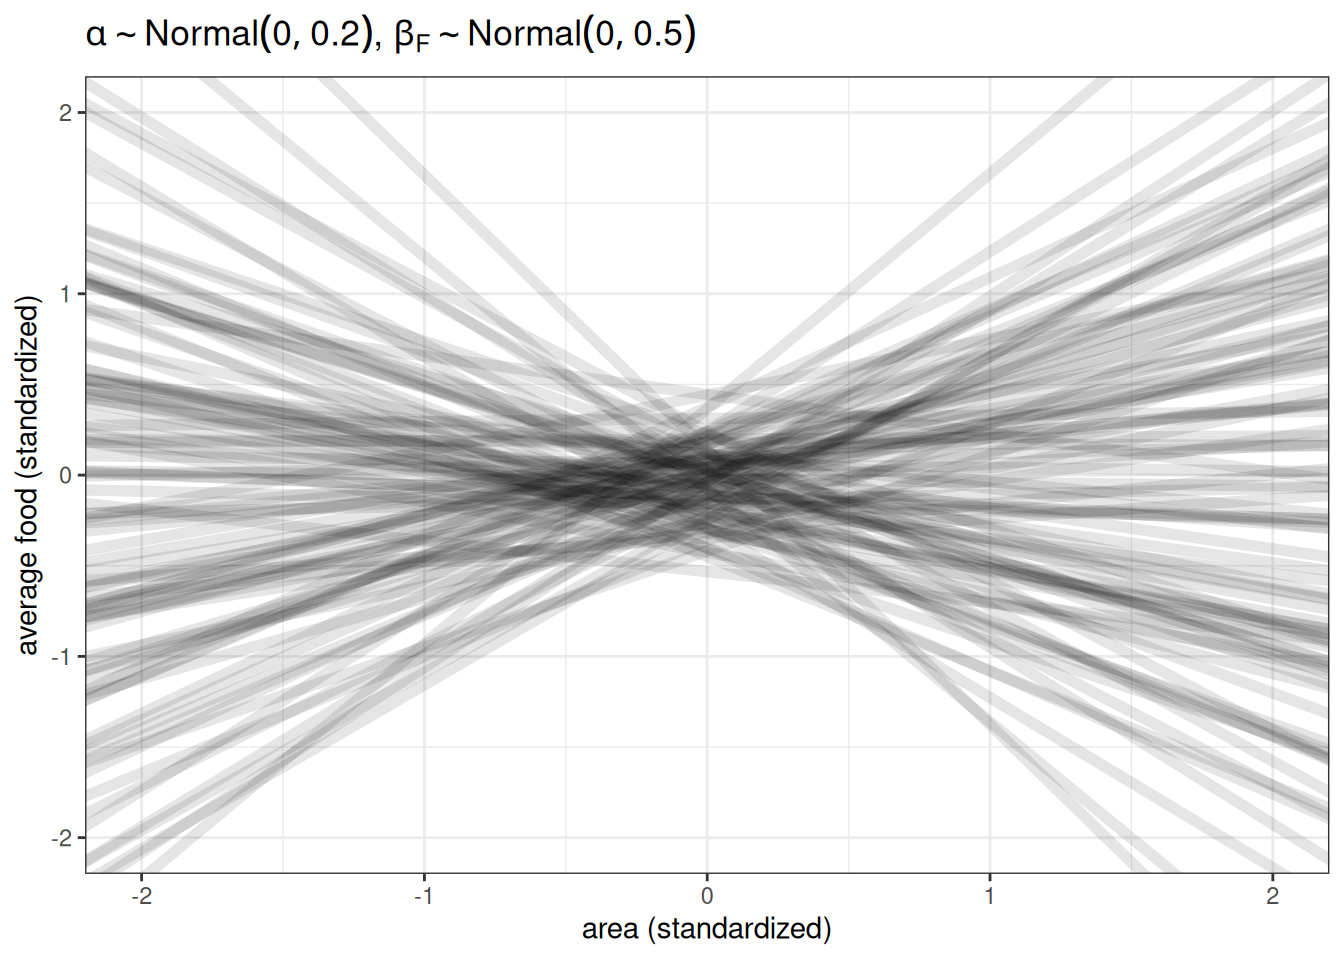 α ~ Normal(0, 0.2), βF ~ Normal(0, 0.5)
average food (standardized)
2
1
0
-1
-2
-2 -1 0 1 2
area (standardized)